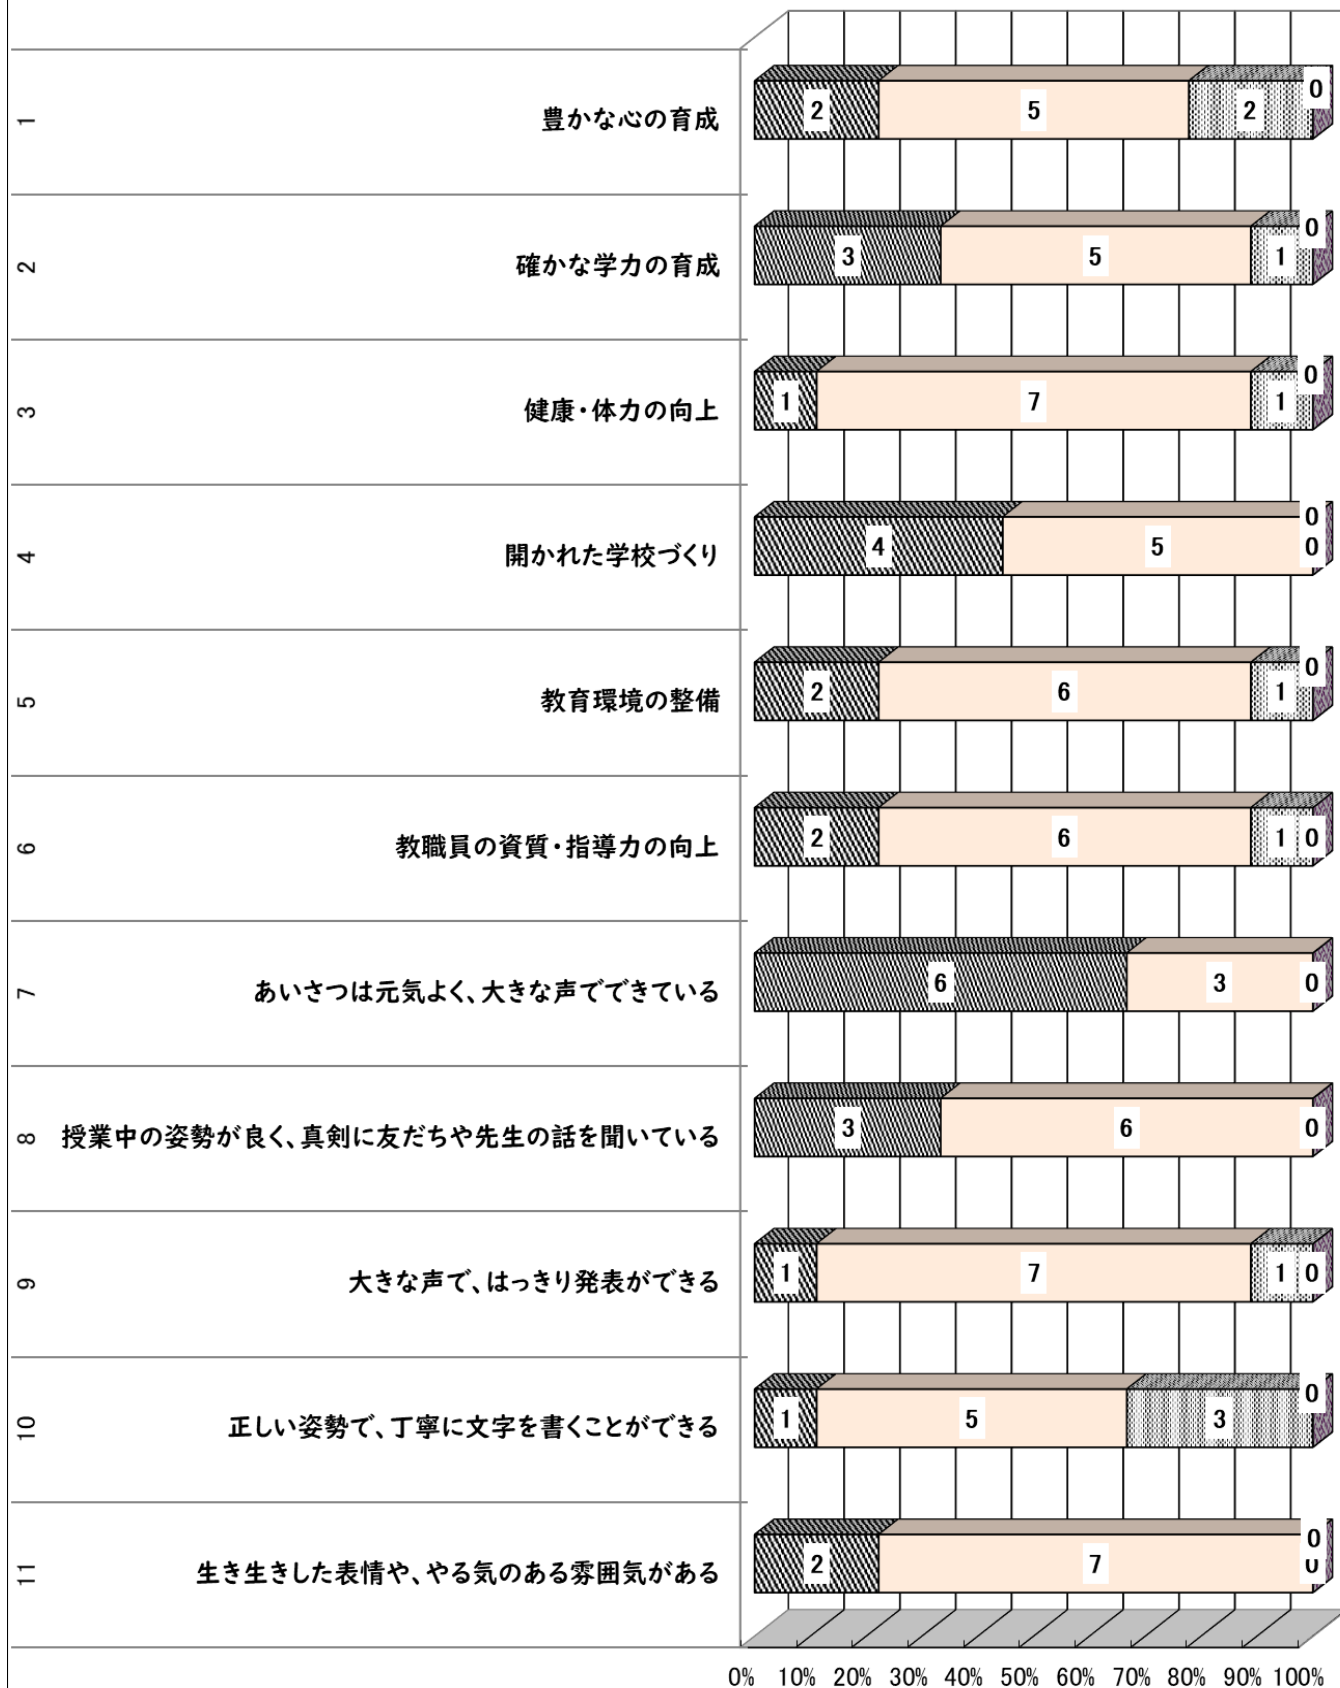 1 豊かな心の育成 2 5 2 0
2 確かな学力の育成 3 5 1 0
3 健康・体力の向上 1 7 1 0
4 開かれた学校づくり 4 5 0 0
5 教育環境の整備 2 6 1 0
6 教職員の資質・指導力の向上 2 6 1 0
7 あいさつは元気よく、大きな声でできている 6 3 0
8 授業中の姿勢が良く、真剣に友だちや先生の話を聞いている 3 6 0
9 大きな声で、はっきり発表ができる 1 7 1 0
10 正しい姿勢で、丁寧に文字を書くことができる 1 5 3 0
11 生き生きした表情や、やる気のある雰囲気がある 2 7 0 0
0% 10% 20% 30% 40% 50% 60% 70% 80% 90% 100%